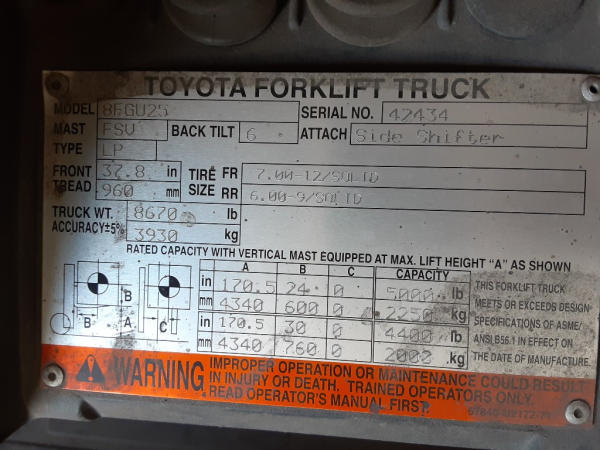 TOYOTA FORKLIFT TRUCK
MODEL 8FGU25 SERIAL NO. 42434
MAST FSV BACK TILT 6 ATTACH Side Shifter
TYPE LP
FRONT TREAD 37.8 in TIRE SIZE FR 7.00-12/SOLID
960 mm RR 6.00-9/SOLID
TRUCK WT. 8670 lb
ACCURACY±5% 3930 kg
RATED CAPACITY WITH VERTICAL MAST EQUIPPED AT MAX. LIFT HEIGHT "A" AS SHOWN
A B C CAPACITY
in 170.5 24 0 5000 lb
mm 4340 600 0 2250 kg
in 170.5 30 0 4400 lb
mm 4340 760 0 2000 kg
B
B A C
THIS FORKLIFT TRUCK
MEETS OR EXCEEDS DESIGN
SPECIFICATIONS OF ASME/
ANSI.B56.1 IN EFFECT ON
THE DATE OF MANUFACTURE.
WARNING
IMPROPER OPERATION OR MAINTENANCE COULD RESULT
IN INJURY OR DEATH. TRAINED OPERATORS ONLY.
READ OPERATOR'S MANUAL FIRST.